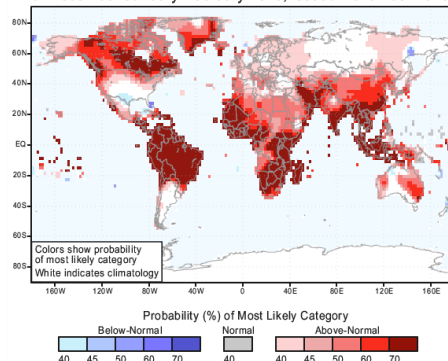 80N
60N
40N
20N
EQ
20S
40S
60S
80S
Colors show probability
of most likely category
White indicates climatology
160W 120W 80W 40W 0 40E 80E 120E 160E
Probability (%) of Most Likely Category
Below-Normal Normal Above-Normal
40 45 50 60 70 40 40 45 50 60 70